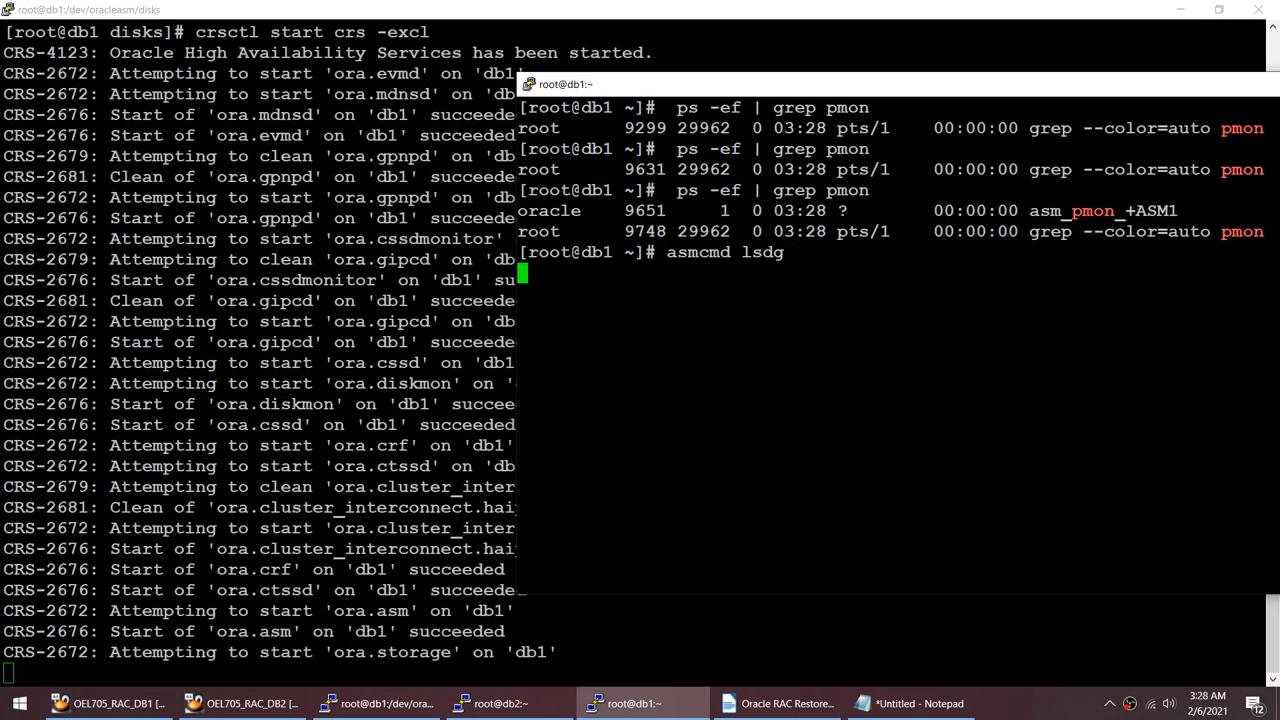 root@db1:/dev/oracleasm/disks
[root@db1 disks]# crsctl start crs -excl
CRS-4123: Oracle High Availability Services has been started.
CRS-2672: Attempting to start 'ora.evmd' on 'db1'
CRS-2672: Attempting to start 'ora.mdnsd' on 'db
CRS-2676: Start of 'ora.mdnsd' on 'db1' succeede
CRS-2676: Start of 'ora.evmd' on 'db1' succeeded
CRS-2679: Attempting to clean 'ora.gpnpd' on 'db
CRS-2681: Clean of 'ora.gpnpd' on 'db1' succeede
CRS-2672: Attempting to start 'ora.gpnpd' on 'db
CRS-2676: Start of 'ora.gpnpd' on 'db1' succeede
CRS-2672: Attempting to start 'ora.cssdmonitor'
CRS-2679: Attempting to clean 'ora.gipcd' on 'db
CRS-2676: Start of 'ora.cssdmonitor' on 'db1' su
CRS-2681: Clean of 'ora.gipcd' on 'db1' succeede
CRS-2672: Attempting to start 'ora.gipcd' on 'db
CRS-2676: Start of 'ora.gipcd' on 'db1' succeede
CRS-2672: Attempting to start 'ora.cssd' on 'db1
CRS-2672: Attempting to start 'ora.diskmon' on '
CRS-2676: Start of 'ora.diskmon' on 'db1' succee
CRS-2676: Start of 'ora.cssd' on 'db1' succeeded
CRS-2672: Attempting to start 'ora.crf' on 'db1'
CRS-2672: Attempting to start 'ora.ctssd' on 'db
CRS-2679: Attempting to clean 'ora.cluster_inter
CRS-2681: Clean of 'ora.cluster_interconnect.hai
CRS-2672: Attempting to start 'ora.cluster_inter
CRS-2676: Start of 'ora.cluster_interconnect.hai
CRS-2676: Start of 'ora.crf' on 'db1' succeeded
CRS-2676: Start of 'ora.ctssd' on 'db1' succeede
CRS-2672: Attempting to start 'ora.asm' on 'db1'
CRS-2676: Start of 'ora.asm' on 'db1' succeeded
CRS-2672: Attempting to start 'ora.storage' on 'db1'
root@db1:~
[root@db1 ~]# ps -ef | grep pmon
root 9299 29962 0 03:28 pts/1 00:00:00 grep --color=auto pmon
[root@db1 ~]# ps -ef | grep pmon
root 9631 29962 0 03:28 pts/1 00:00:00 grep --color=auto pmon
[root@db1 ~]# ps -ef | grep pmon
oracle 9651 1 0 03:28 ? 00:00:00 asm_pmon_+ASM1
root 9748 29962 0 03:28 pts/1 00:00:00 grep --color=auto pmon
[root@db1 ~]# asmcmd lsdg
OEL705_RAC_DB1 [...
OEL705_RAC_DB2 [...
root@db1:/dev/ora...
root@db2:~
root@db1:~
Oracle RAC Restore...
*Untitled - Notepad
3:28 AM
2/6/2021
12